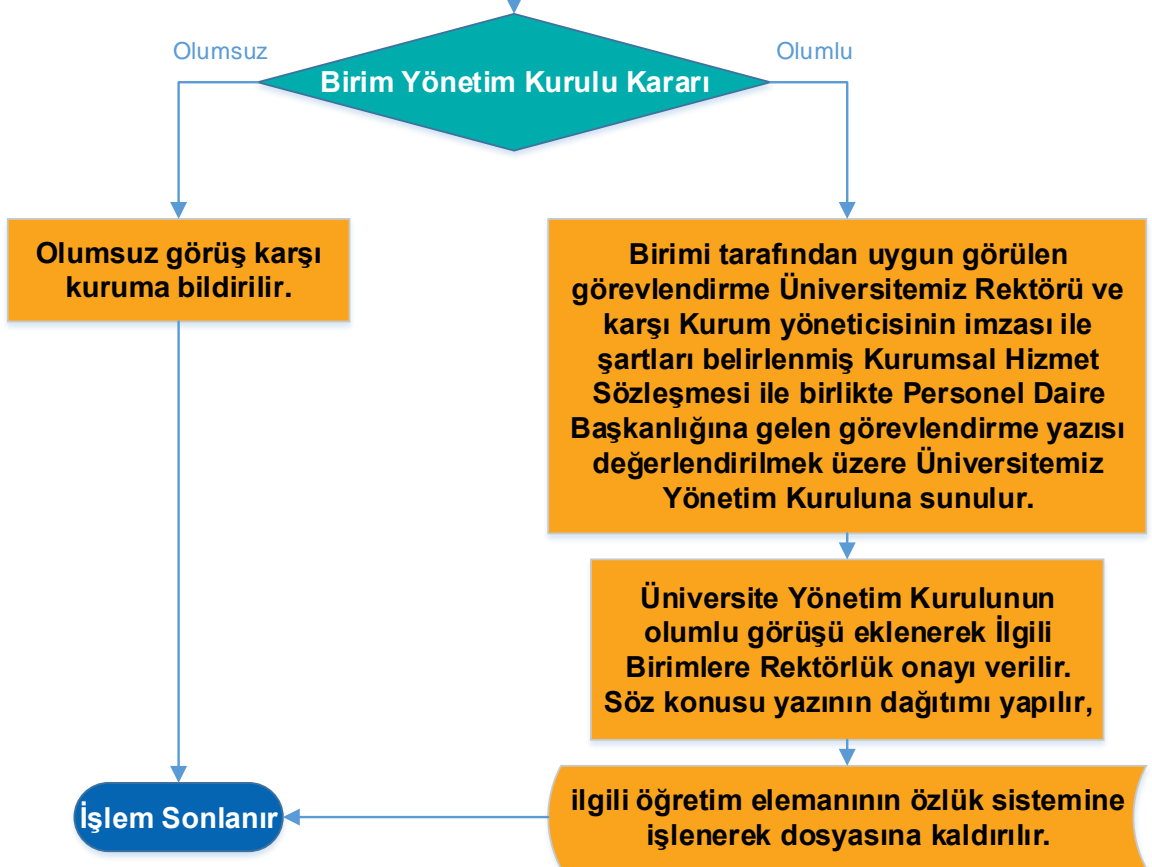 Olumsuz
Olumlu
Birim Yönetim Kurulu Kararı
Olumsuz görüş karşı
kuruma bildirilir.
Birimi tarafından uygun görülen
görevlendirme Üniversitemiz Rektörü ve
karşı Kurum yöneticisinin imzası ile
şartları belirlenmiş Kurumsal Hizmet
Sözleşmesi ile birlikte Personel Daire
Başkanlığına gelen görevlendirme yazısı
değerlendirilmek üzere Üniversitemiz
Yönetim Kuruluna sunulur.
Üniversite Yönetim Kurulunun
olumlu görüşü eklenerek İlgili
Birimlere Rektörlük onayı verilir.
Söz konusu yazının dağıtımı yapılır,
ilgili öğretim elemanının özlük sistemine
işlenerek dosyasına kaldırılır.
İşlem Sonlanır